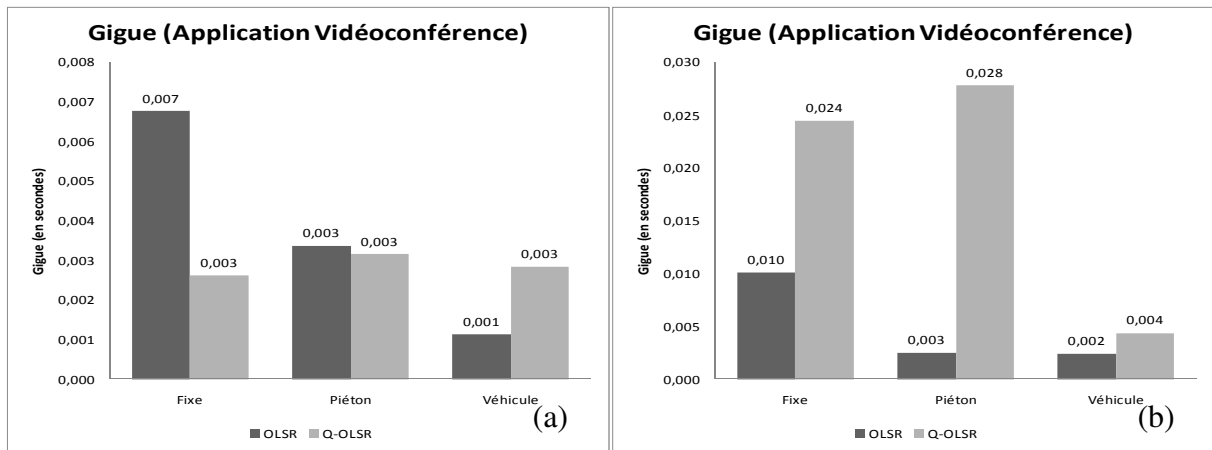 Gigue (Application Vidéoconférence)
0,008
0,007
0,006
0,005
0,004
0,003
0,002
0,001
0,000
Gigue (en secondes)
0,007
0,003
0,003
0,003
0,001
0,003
Fixe
Piéton
Véhicule
(a)
OLSR
Q-OLSR
Gigue (Application Vidéoconférence)
0,030
0,025
0,020
0,015
0,010
0,005
0,000
Gigue (en secondes)
0,010
0,024
0,003
0,028
0,002
0,004
Fixe
Piéton
Véhicule
(b)
OLSR
Q-OLSR